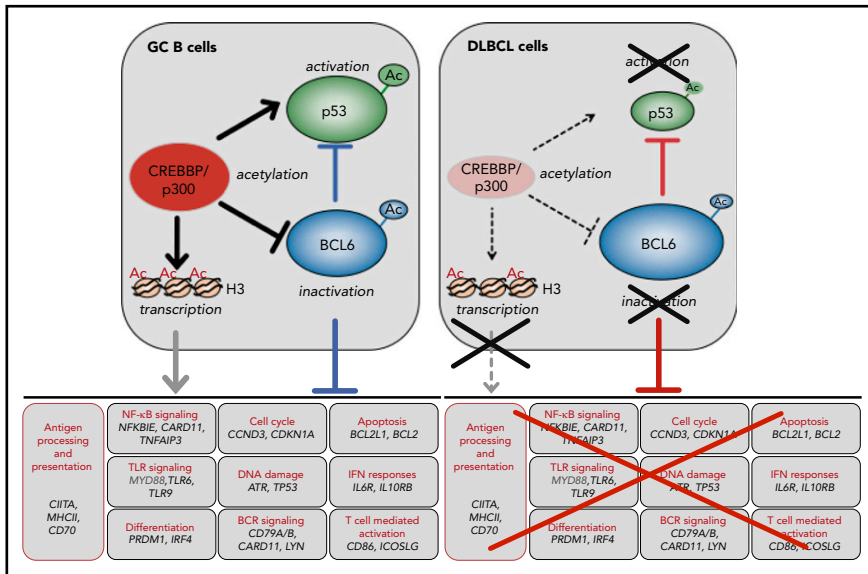 GC B cells
activation
Ac
p53
CREBBP/
p300
acetylation
Ac
BCL6
Ac Ac Ac
H3
inactivation
transcription
DLBCL cells
activation
Ac
p53
CREBBP/
p300
acetylation
Ac
BCL6
Ac Ac
H3
inactivation
transcription
Antigen
processing
and
presentation
CIITA,
MHCII,
CD70
NF-κB signaling
NFKBIE, CARD11,
TNFAIP3
Cell cycle
CCND3, CDKN1A
Apoptosis
BCL2L1, BCL2
TLR signaling
MYD88,TLR6,
TLR9
DNA damage
ATR, TP53
IFN responses
IL6R, IL10RB
Differentiation
PRDM1, IRF4
BCR signaling
CD79A/B,
CARD11, LYN
T cell mediated
activation
CD86, ICOSLG
Antigen
processing
and
presentation
CIITA,
MHCII,
CD70
NF-κB signaling
NFKBIE, CARD11,
TNFAIP3
Cell cycle
CCND3, CDKN1A
Apoptosis
BCL2L1, BCL2
TLR signaling
MYD88,TLR6,
TLR9
DNA damage
ATR, TP53
IFN responses
IL6R, IL10RB
Differentiation
PRDM1, IRF4
BCR signaling
CD79A/B,
CARD11, LYN
T cell mediated
activation
CD86, ICOSLG